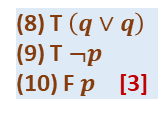 (8) T (q ∨ q)
(9) T ¬p
(10) F p [3]